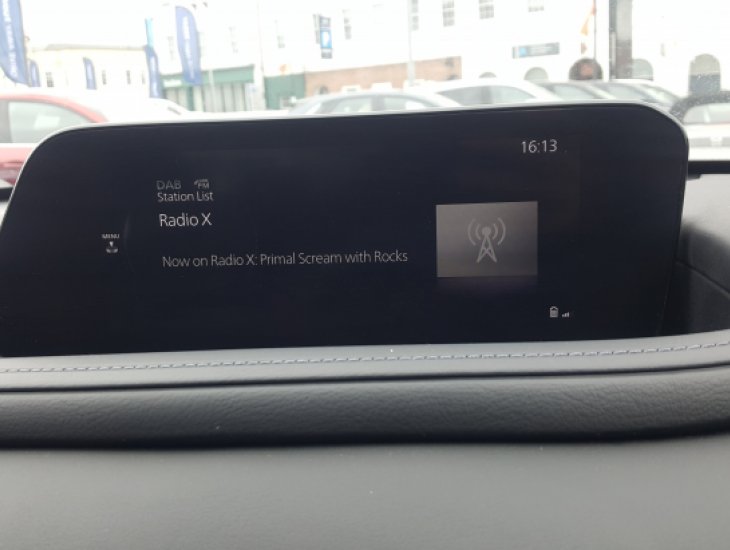 16:13
DAB FM
Station List
Radio X
MENU
Now on Radio X: Primal Scream with Rocks